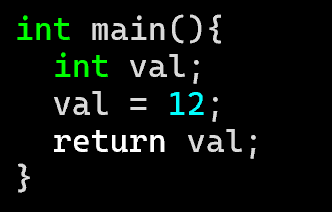 int main(){
  int val;
  val = 12;
  return val;
}